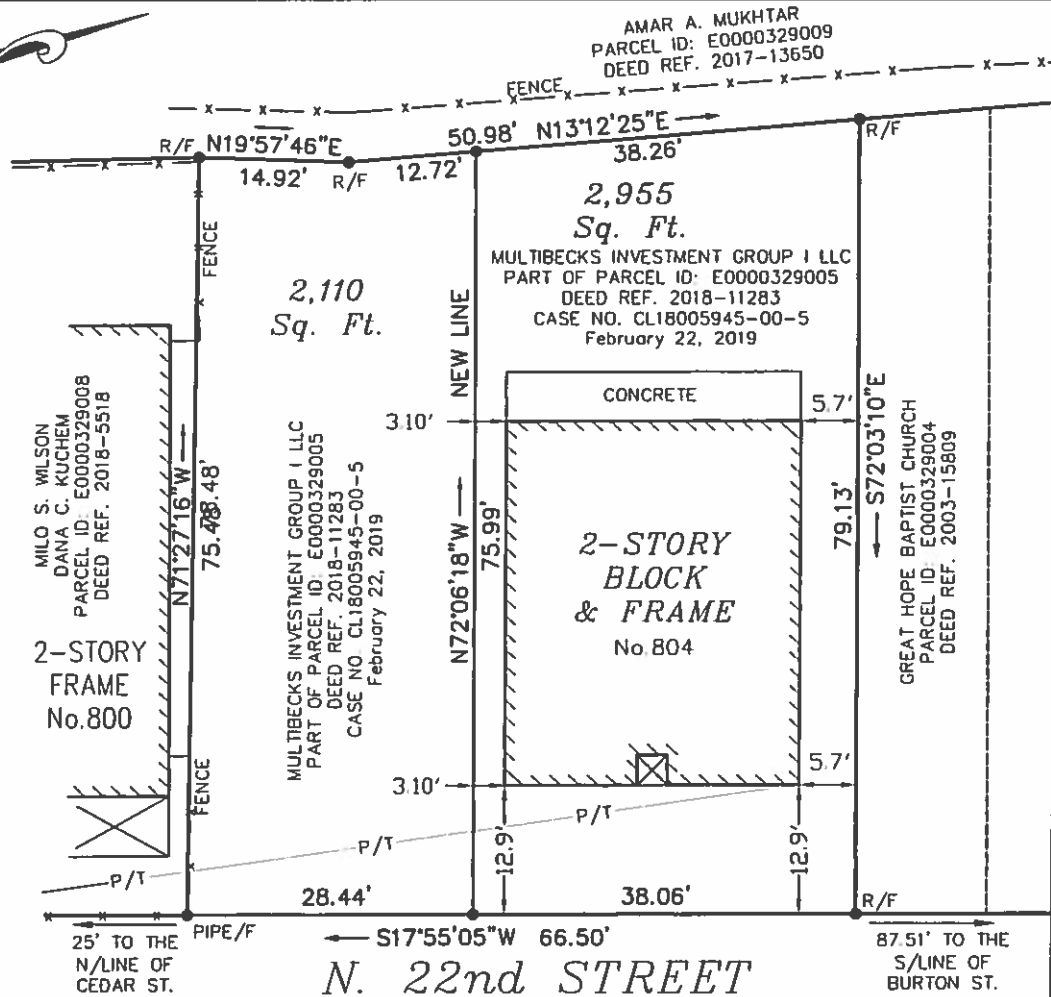 AMAR A. MUKHTAR
PARCEL ID: E0000329009
DEED REF. 2017-13650
FENCE
R/F
N19°57'46"E
14.92'
R/F
50.98'
N13°12'25"E
12.72'
38.26'
R/F
FENCE
2,110
Sq. Ft.
2,955
Sq. Ft.
MULTIBECKS INVESTMENT GROUP I LLC
PART OF PARCEL ID: E0000329005
DEED REF. 2018-11283
CASE NO. CL18005945-00-5
February 22, 2019
NEW LINE
N72°06'18"W
75.99'
CONCRETE
3.10'
5.7'
MILO S. WILSON
DANA C. KUCHEM
PARCEL ID: E0000329008
DEED REF. 2018-5518
N71°27'16"W
75.48'
MULTIBECKS INVESTMENT GROUP I LLC
PART OF PARCEL ID: E0000329005
DEED REF. 2018-11283
CASE NO. CL18005945-00-5
February 22, 2019
2-STORY
BLOCK
& FRAME
No.804
S72°03'10"E
79.13'
GREAT HOPE BAPTIST CHURCH
PARCEL ID: E0000329004
DEED REF. 2003-15809
2-STORY
FRAME
No.800
FENCE
3.10'
5.7'
P/T
P/T
P/T
12.9'
12.9'
28.44'
38.06'
R/F
PIPE/F
25' TO THE
N/LINE OF
CEDAR ST.
S17°55'05"W 66.50'
87.51' TO THE
S/LINE OF
BURTON ST.
N. 22nd STREET